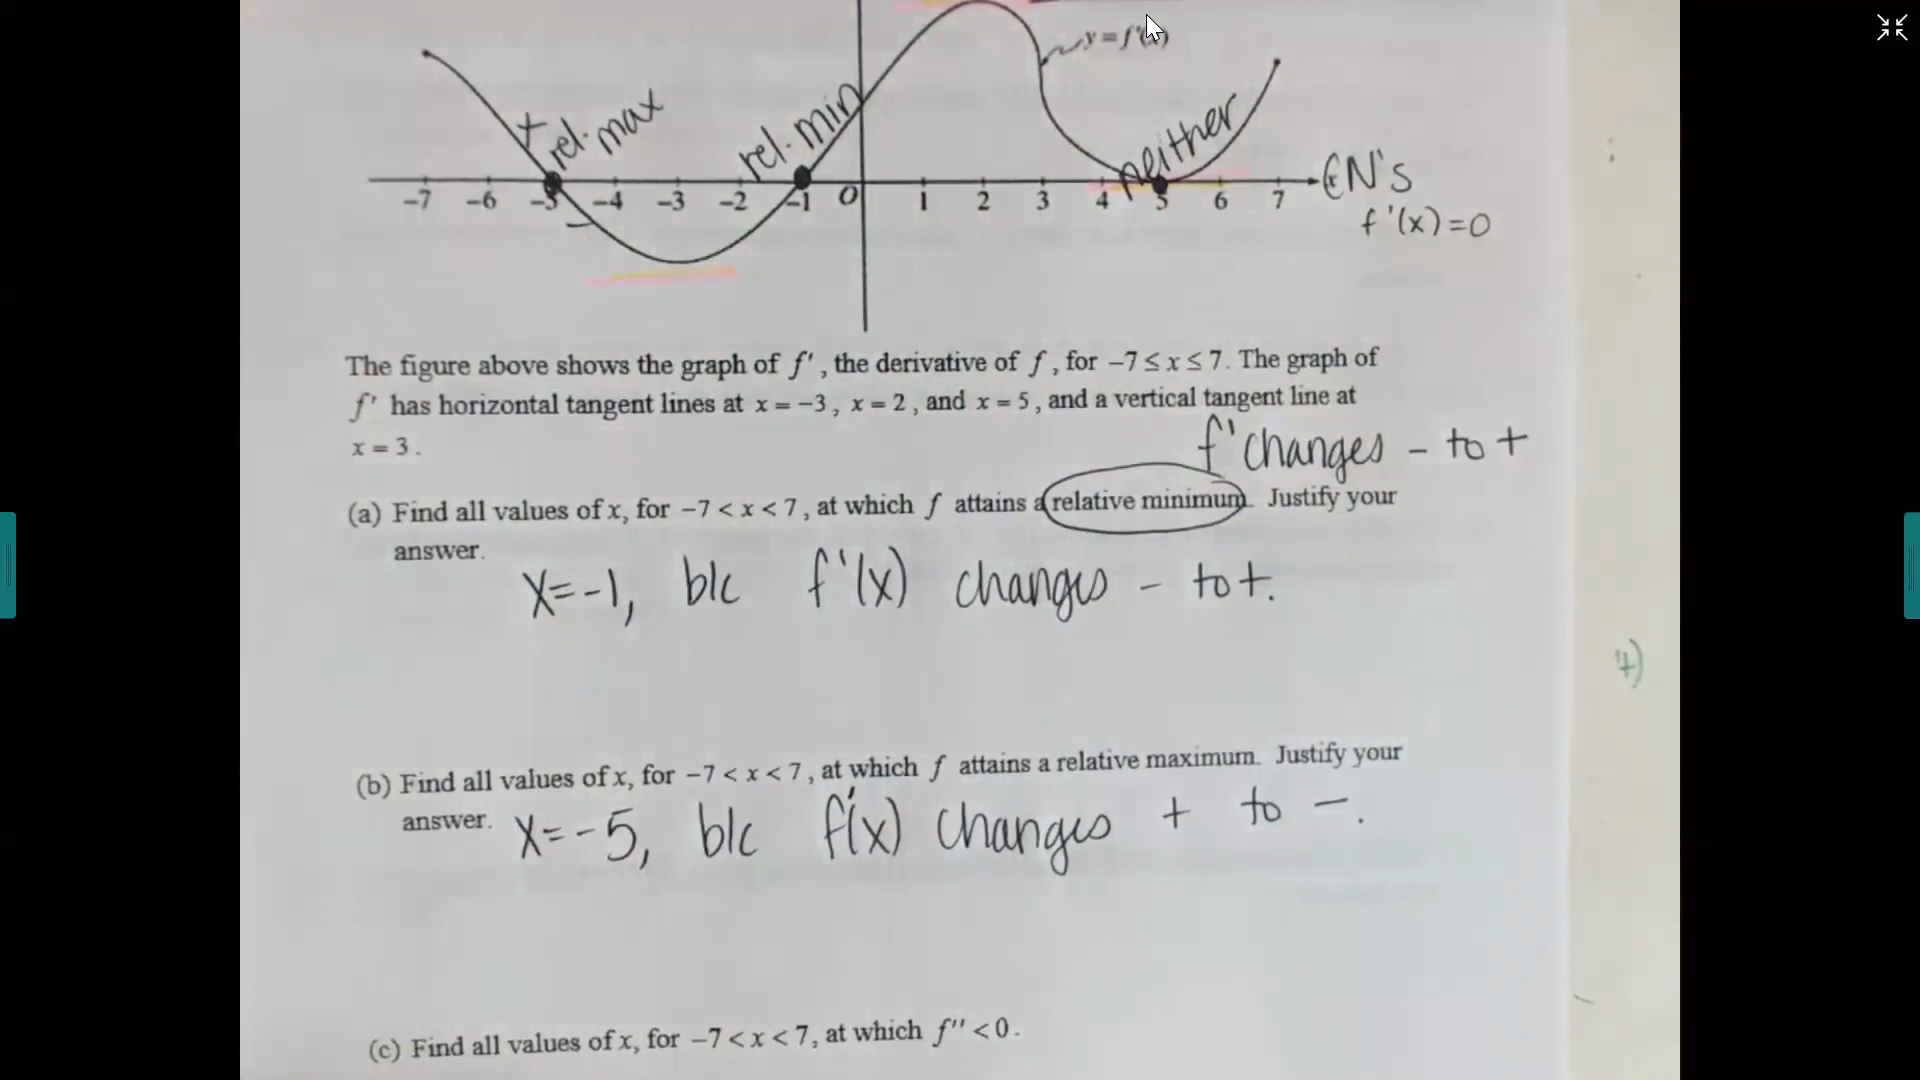 y = f'(x)
+ rel. max
rel. min
neither
CN's
f'(x)=0
−
−7 −6 −5 −4 −3 −2 −1 O 1 2 3 4 5 6 7
The figure above shows the graph of f', the derivative of f, for −7 ≤ x ≤ 7. The graph of
f' has horizontal tangent lines at x = −3, x = 2, and x = 5, and a vertical tangent line at
x = 3.
f' changes − to +
(a) Find all values of x, for −7 < x < 7, at which f attains a relative minimum. Justify your
answer.
x=-1, b/c f'(x) changes − to +.
4)
(b) Find all values of x, for −7 < x < 7, at which f attains a relative maximum. Justify your
answer.
x=-5, b/c f'(x) changes + to −.
(c) Find all values of x, for −7 < x < 7, at which f'' < 0.